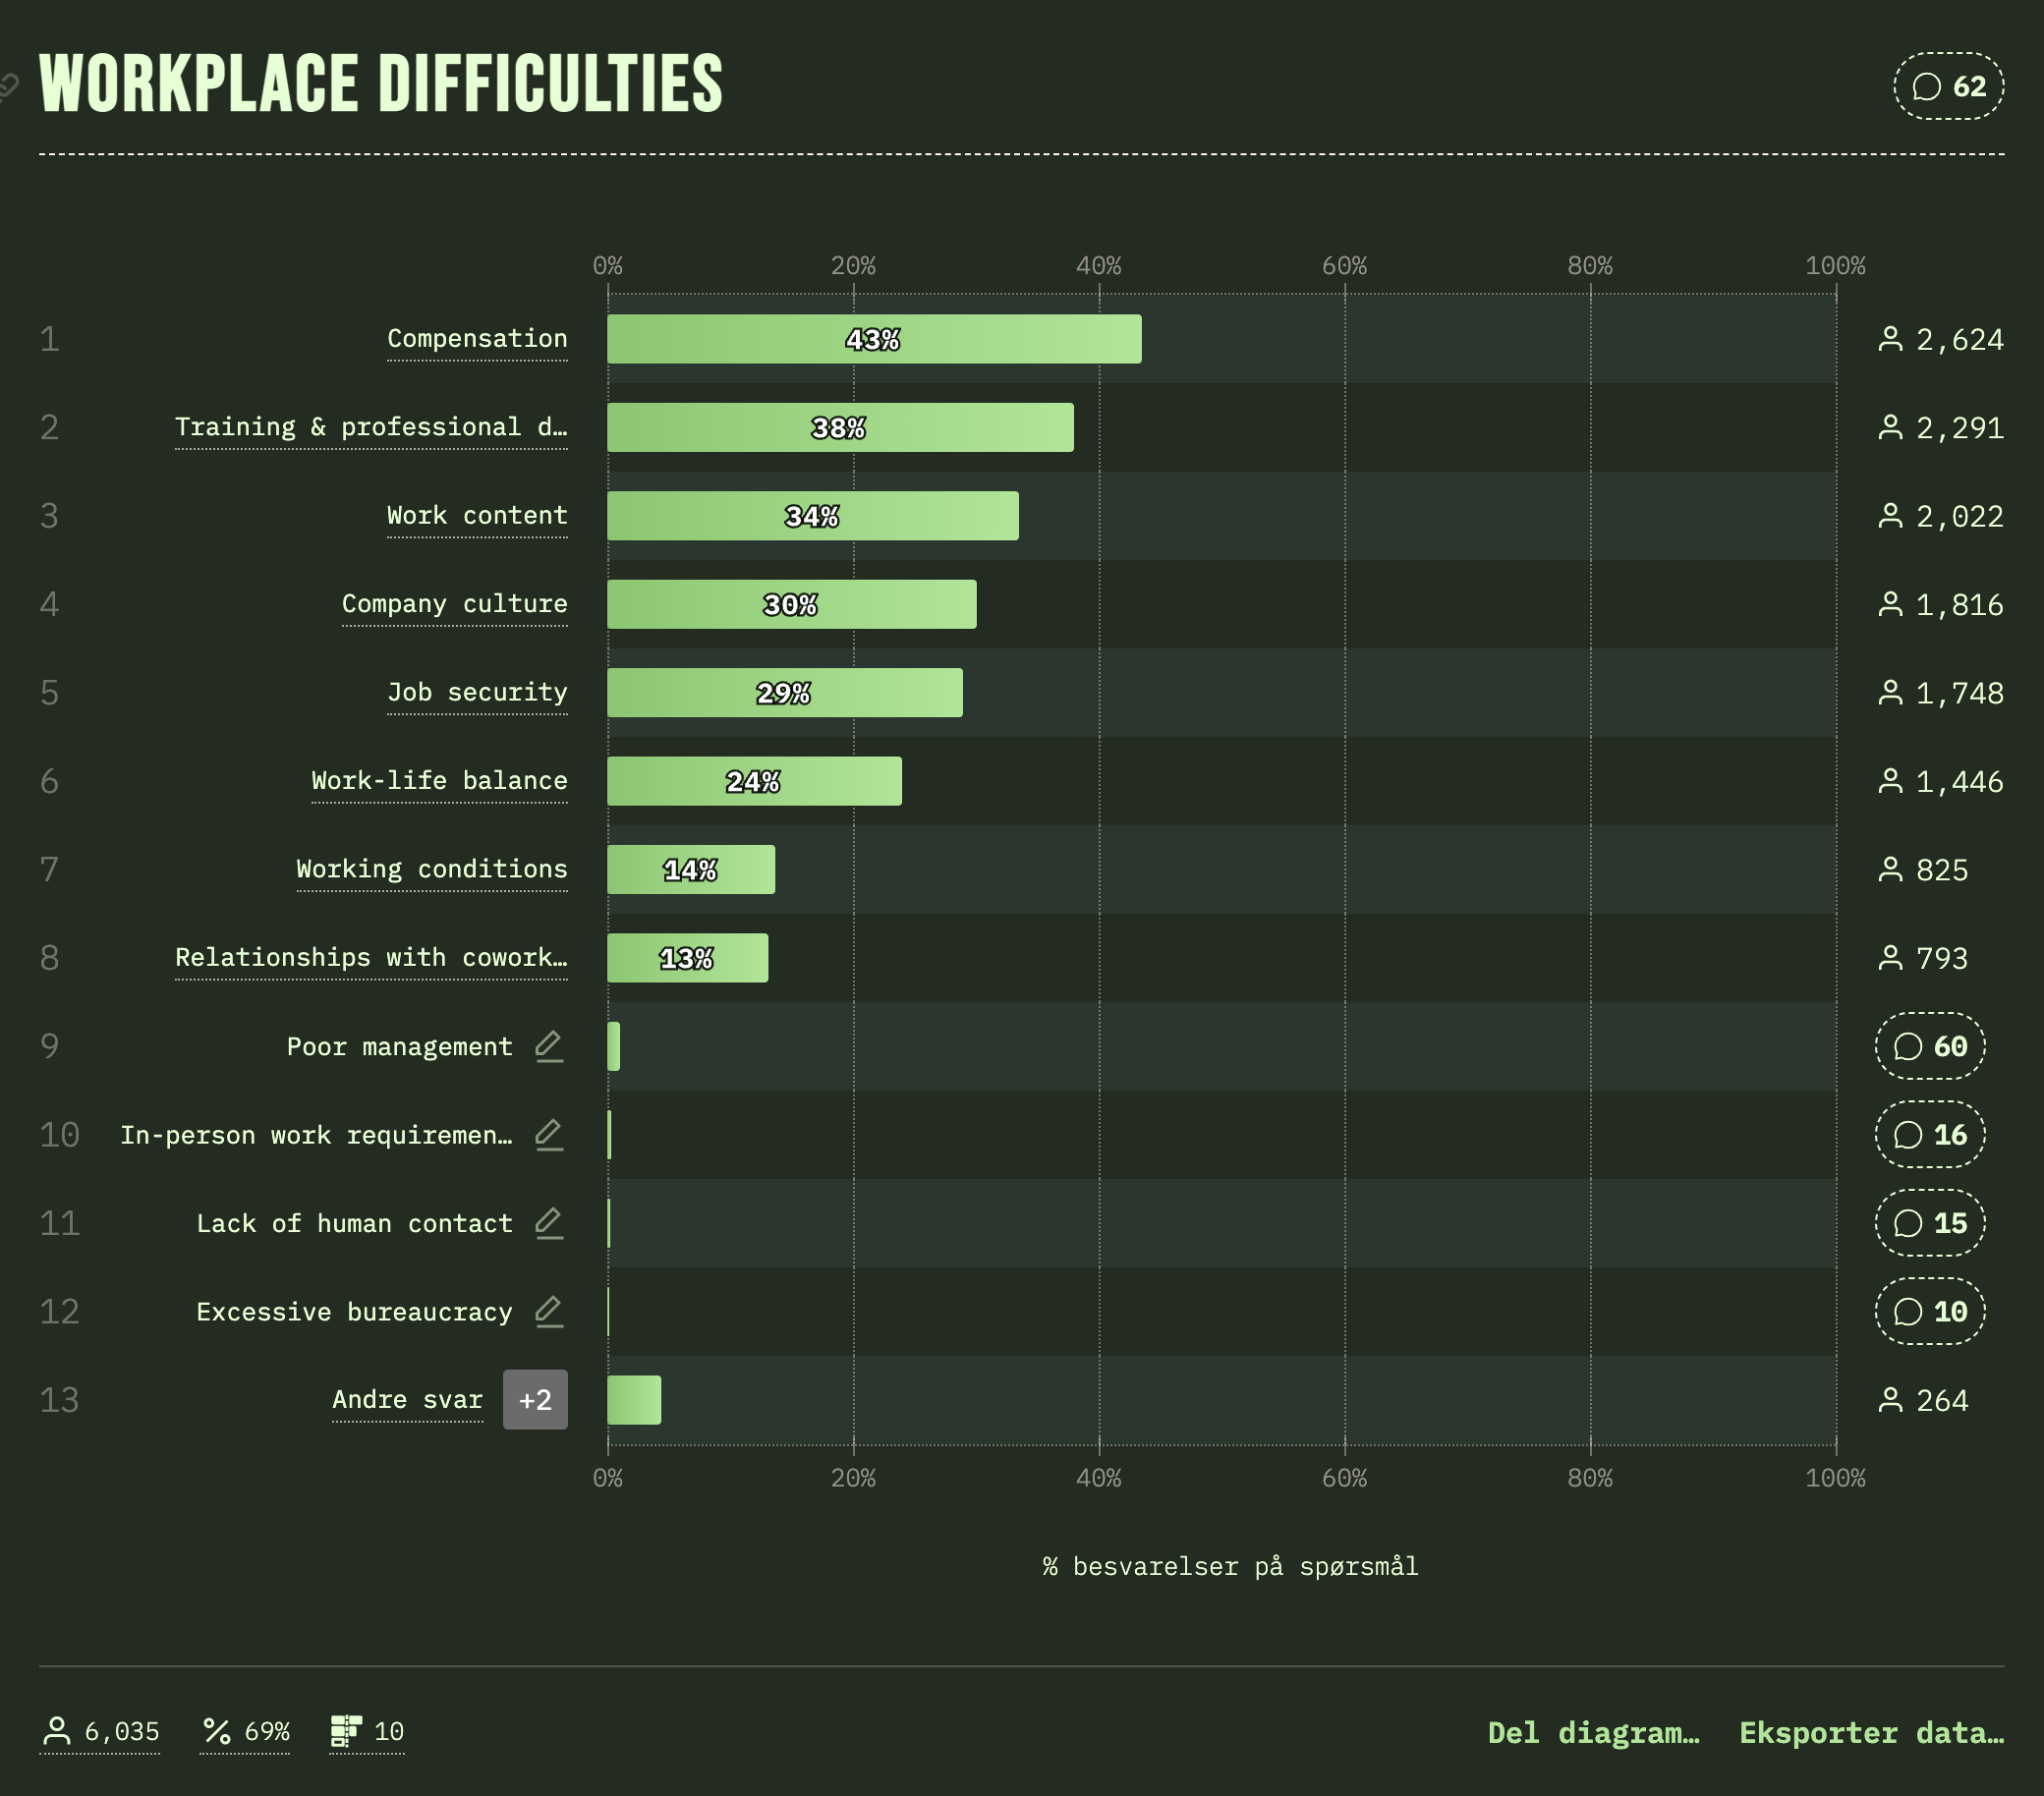 WORKPLACE DIFFICULTIES
62
0% 20% 40% 60% 80% 100%
1 Compensation 43% 2,624
2 Training & professional d… 38% 2,291
3 Work content 34% 2,022
4 Company culture 30% 1,816
5 Job security 29% 1,748
6 Work-life balance 24% 1,446
7 Working conditions 14% 825
8 Relationships with cowork… 13% 793
9 Poor management 60
10 In-person work requiremen… 16
11 Lack of human contact 15
12 Excessive bureaucracy 10
13 Andre svar +2 264
0% 20% 40% 60% 80% 100%
% besvarelser på spørsmål
6,035 69% 10 Del diagram… Eksporter data…